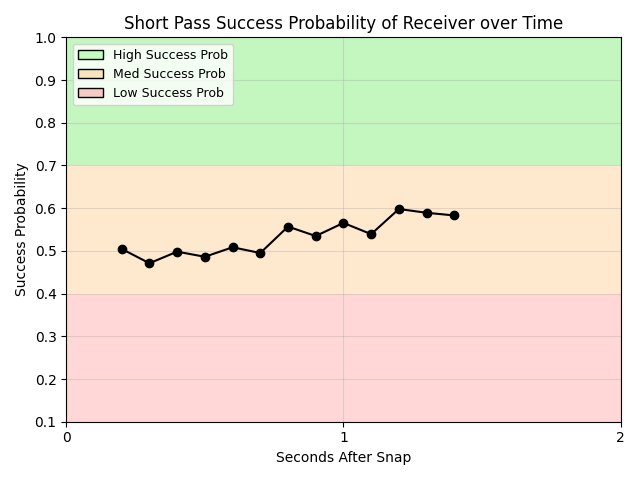 Short Pass Success Probability of Receiver over Time
High Success Prob
Med Success Prob
Low Success Prob
Success Probability
1.0
0.9
0.8
0.7
0.6
0.5
0.4
0.3
0.2
0.1
0 1 2
Seconds After Snap